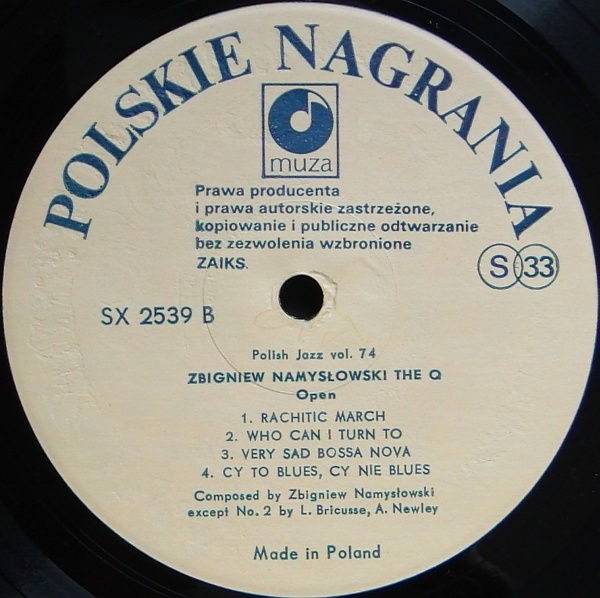 POLSKIE NAGRANIA
muza
Prawa producenta
i prawa autorskie zastrzeżone,
kopiowanie i publiczne odtwarzanie
bez zezwolenia wzbronione
ZAIKS.
S 33
SX 2539 B
Polish Jazz vol. 74
ZBIGNIEW NAMYSŁOWSKI THE Q
Open
1. RACHITIC MARCH
2. WHO CAN I TURN TO
3. VERY SAD BOSSA NOVA
4. CY TO BLUES, CY NIE BLUES
Composed by Zbigniew Namysłowski
except No. 2 by L. Bricusse, A. Newley
Made in Poland